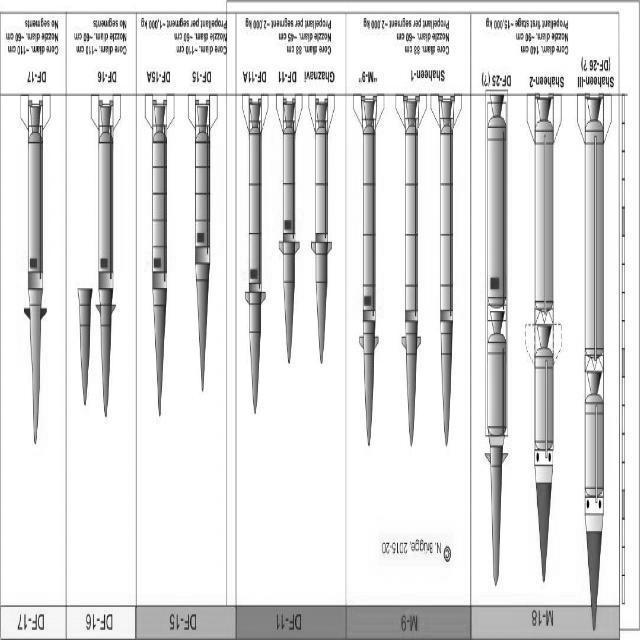 M-18
M-9
DF-11
DF-15
DF-16
DF-17
© N. Brügge, 2015-20
Shaheen-III
(DF-26 ?)
Shaheen-2
DF-25 (?)
Core diam. 140 cm
Nozzle diam. ~90 cm
Propellant first stage ~15,000 kg
Shaheen-1
"M-9"
Core diam. 88 cm
Nozzle diam. ~60 cm
Propellant per segment ~2,000 kg
Ghaznavi
DF-11
DF-11A
Core diam. 88 cm
Nozzle diam. ~45 cm
Propellant per segment ~2,000 kg
DF-15
DF-15A
Core diam. ~110 cm
Nozzle diam. ~50 cm
Propellant per segment ~1,000 kg
DF-16
Core diam. ~110 cm
Nozzle diam. ~60 cm
No segments
DF-17
Core diam. ~110 cm
Nozzle diam. ~60 cm
No segments